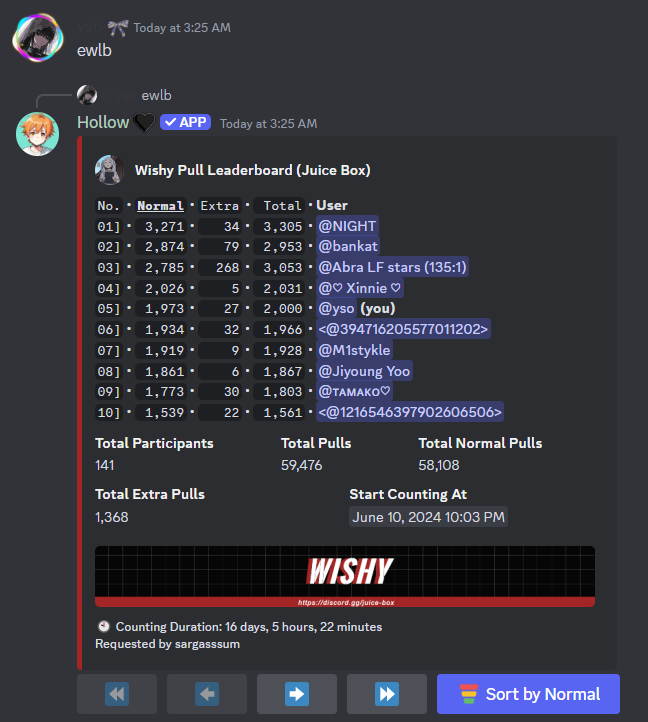 Today at 3:25 AM
ewlb
ewlb
Hollow 🖤 ✓ APP Today at 3:25 AM
Wishy Pull Leaderboard (Juice Box)
No. • Normal • Extra • Total • User
01] • 3,271 • 34 • 3,305 • @NIGHT
02] • 2,874 • 79 • 2,953 • @bankat
03] • 2,785 • 268 • 3,053 • @Abra LF stars (135:1)
04] • 2,026 • 5 • 2,031 • @♡ Xinnie ♡
05] • 1,973 • 27 • 2,000 • @yso (you)
06] • 1,934 • 32 • 1,966 • <@394716205577011202>
07] • 1,919 • 9 • 1,928 • @M1stykle
08] • 1,861 • 6 • 1,867 • @Jiyoung Yoo
09] • 1,773 • 30 • 1,803 • @ᴛᴀᴍᴀᴋᴏ♡
10] • 1,539 • 22 • 1,561 • <@1216546397902606506>
Total Participants Total Pulls Total Normal Pulls
141 59,476 58,108
Total Extra Pulls Start Counting At
1,368 June 10, 2024 10:03 PM
WISHY
https://discord.gg/juice-box
Counting Duration: 16 days, 5 hours, 22 minutes
Requested by sargasssum
Sort by Normal